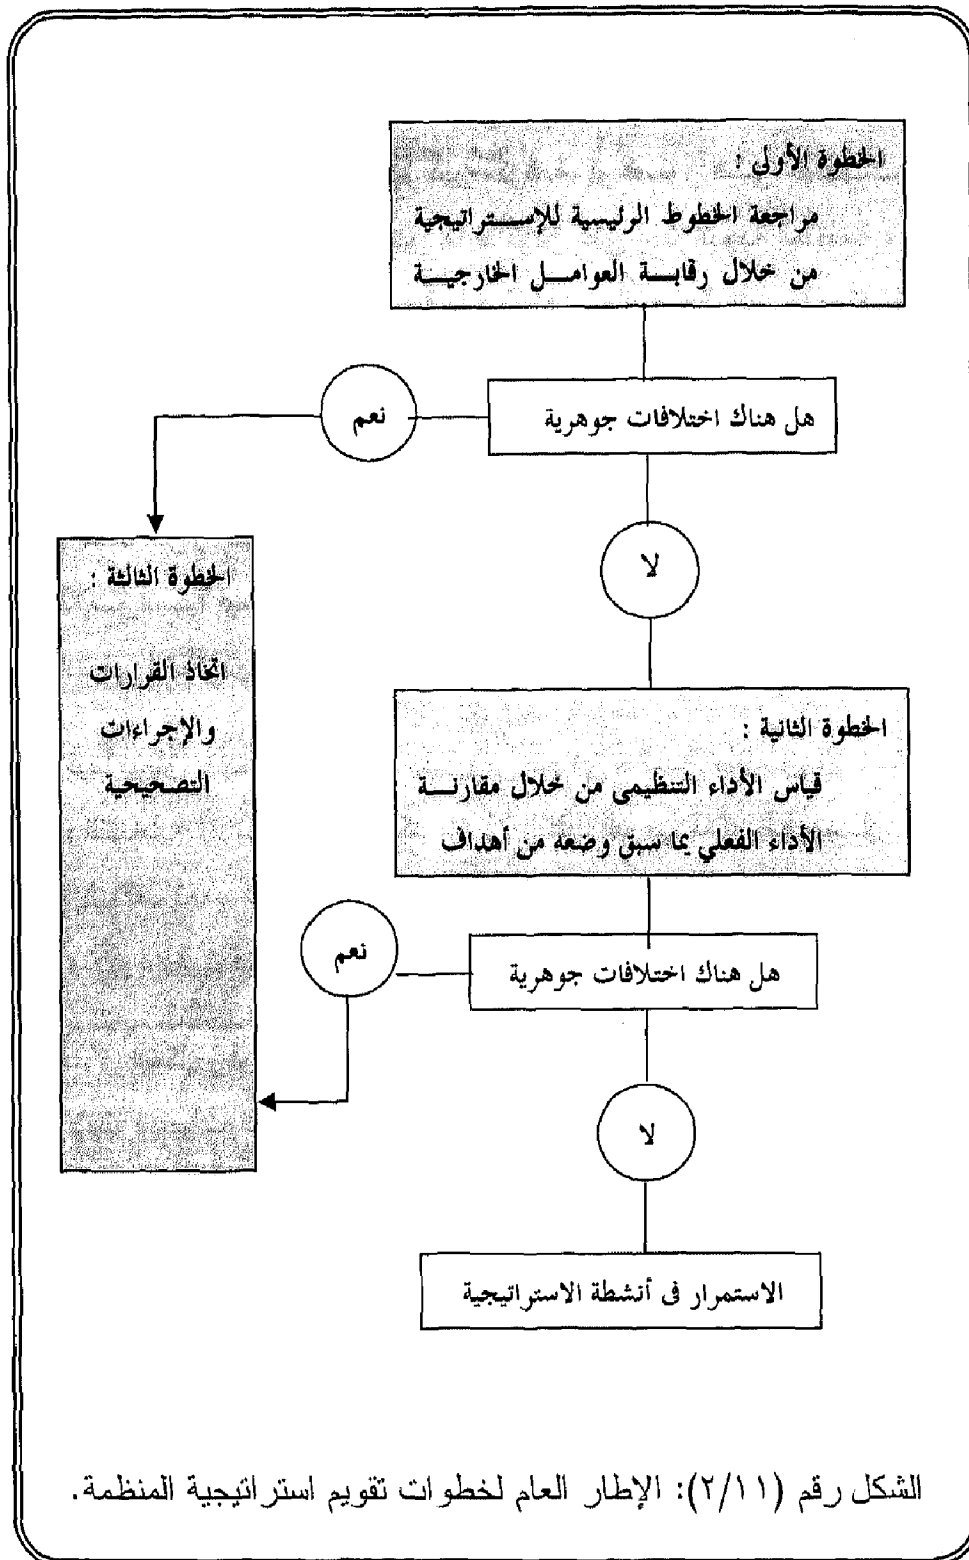 الخطوة الأولى :
مراجعة الخطوط الرئيسية للإستراتيجية
من خلال رقابة العوامل الخارجية
هل هناك اختلافات جوهرية
نعم
لا
الخطوة الثالثة :
اتخاذ القرارات
والإجراءات
التصحيحية
الخطوة الثانية :
قياس الأداء التنظيمى من خلال مقارنة
الأداء الفعلي بما سبق وضعه من أهداف
هل هناك اختلافات جوهرية
نعم
لا
الاستمرار فى أنشطة الاستراتيجية
الشكل رقم (٢/١١): الإطار العام لخطوات تقويم استراتيجية المنظمة.